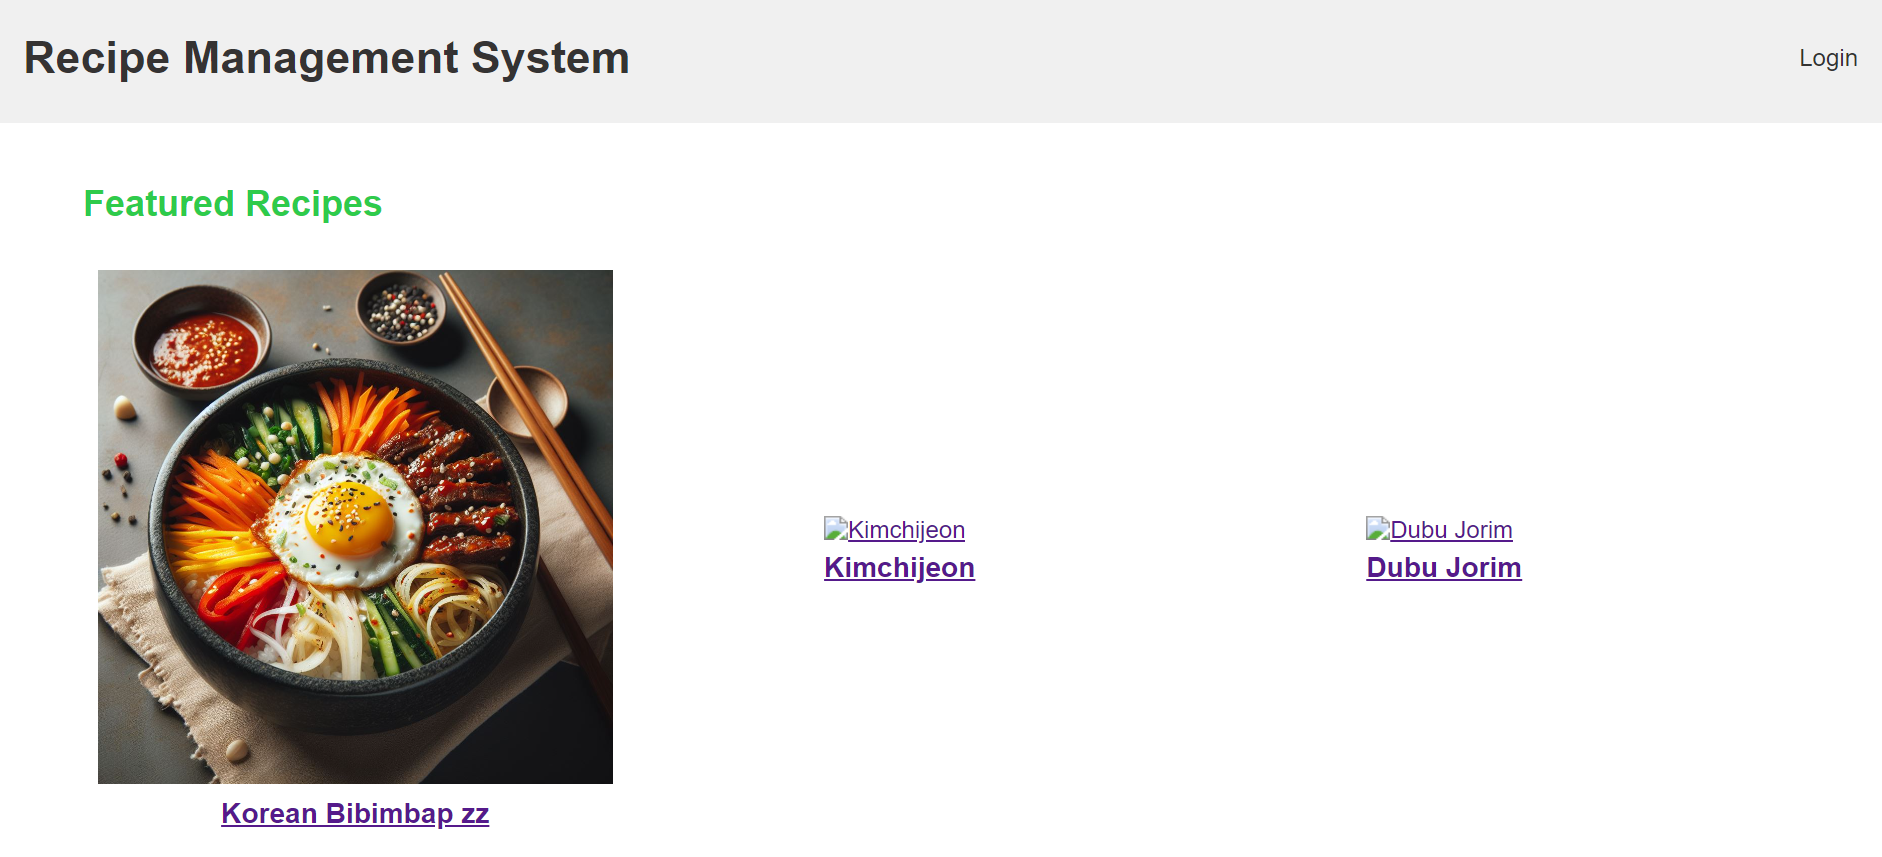 Recipe Management System
Login
Featured Recipes
Korean Bibimbap zz
Kimchijeon
Kimchijeon
Dubu Jorim
Dubu Jorim